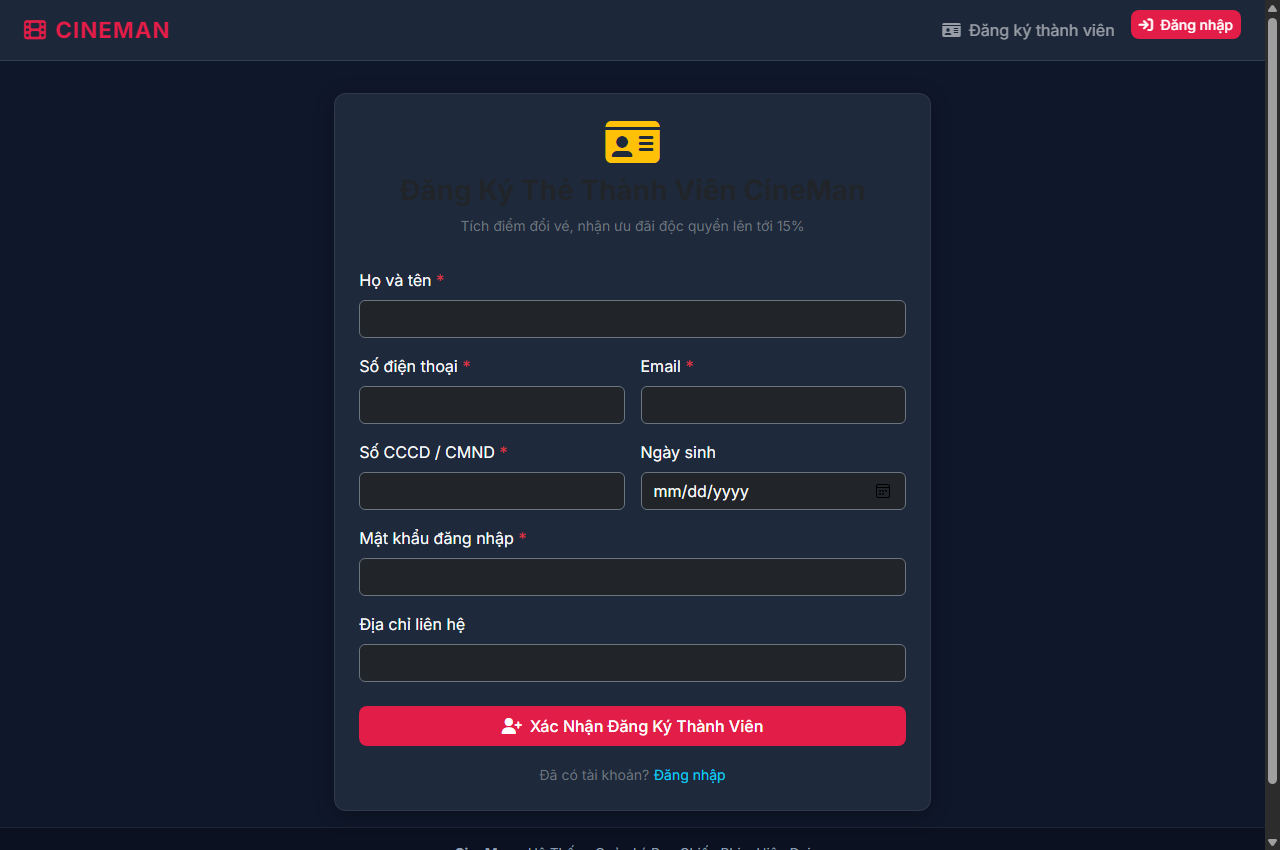 CINEMAN
Đăng ký thành viên
Đăng nhập
Đăng Ký Thẻ Thành Viên CineMan
Tích điểm đổi vé, nhận ưu đãi độc quyền lên tới 15%
Họ và tên *
Số điện thoại *
Email *
Số CCCD / CMND *
Ngày sinh
mm/dd/yyyy
Mật khẩu đăng nhập *
Địa chỉ liên hệ
Xác Nhận Đăng Ký Thành Viên
Đã có tài khoản? Đăng nhập